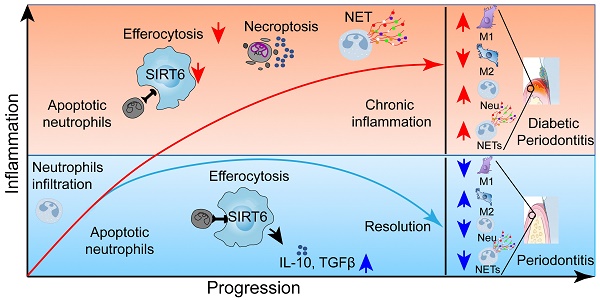 Inflammation
Efferocytosis
Necroptosis
NET
SIRT6
Apoptotic
neutrophils
Chronic
inflammation
M1
M2
Neu
NETs
Diabetic
Periodontitis
Neutrophils
infiltration
Apoptotic
neutrophils
Efferocytosis
SIRT6
IL-10, TGFβ
Resolution
M1
M2
Neu
NETs
Periodontitis
Progression